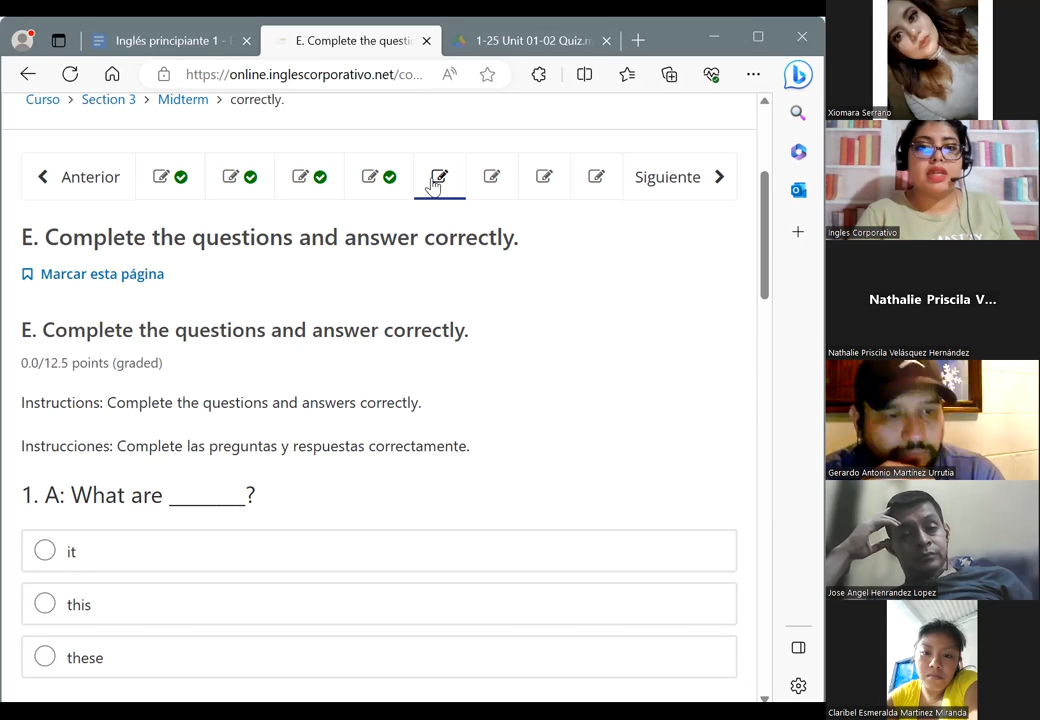 Inglés principiante 1 -
E. Complete the questi
1-25 Unit 01-02 Quiz.m
https://online.inglescorporativo.net/co...
Curso > Section 3 > Midterm > correctly.
Anterior
Siguiente
E. Complete the questions and answer correctly.
Marcar esta página
E. Complete the questions and answer correctly.
0.0/12.5 points (graded)
Instructions: Complete the questions and answers correctly.
Instrucciones: Complete las preguntas y respuestas correctamente.
1. A: What are ______?
it
this
these
Xiomara Serrano
Ingles Corporativo
Nathalie Priscila V...
Nathalie Priscila Velásquez Hernández
Gerardo Antonio Martínez Urrutia
Jose Angel Henrandez Lopez
Claribel Esmeralda Martinez Miranda